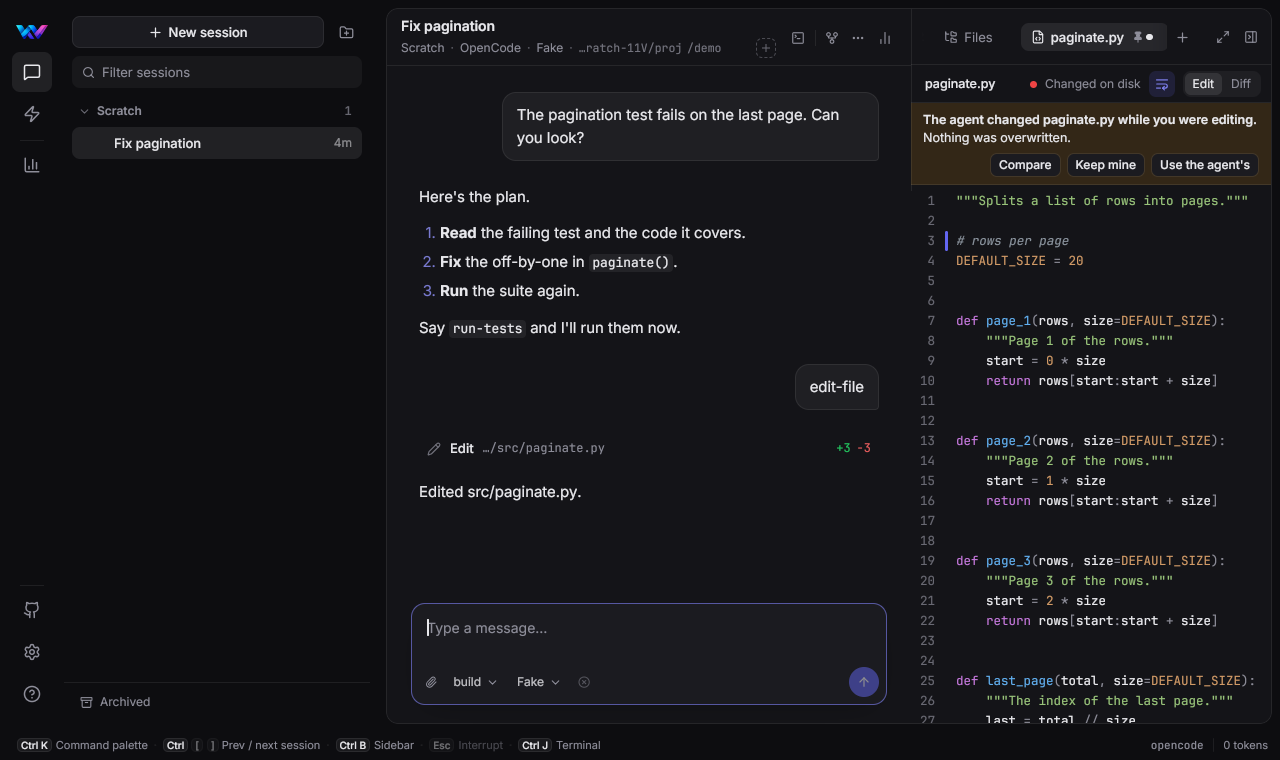 New session
Filter sessions
Scratch 1
Fix pagination 4m
Archived
Fix pagination
Scratch · OpenCode · Fake · …ratch-11V/proj /demo
The pagination test fails on the last page. Can
you look?
Here's the plan.
1. Read the failing test and the code it covers.
2. Fix the off-by-one in paginate().
3. Run the suite again.
Say run-tests and I'll run them now.
edit-file
Edit …/src/paginate.py +3 -3
Edited src/paginate.py.
Type a message...
build Fake
Files paginate.py
paginate.py Changed on disk Edit Diff
The agent changed paginate.py while you were editing.
Nothing was overwritten.
Compare Keep mine Use the agent's
1 """Splits a list of rows into pages."""
2
3 # rows per page
4 DEFAULT_SIZE = 20
5
6
7 def page_1(rows, size=DEFAULT_SIZE):
8 """Page 1 of the rows."""
9 start = 0 * size
10 return rows[start:start + size]
11
12
13 def page_2(rows, size=DEFAULT_SIZE):
14 """Page 2 of the rows."""
15 start = 1 * size
16 return rows[start:start + size]
17
18
19 def page_3(rows, size=DEFAULT_SIZE):
20 """Page 3 of the rows."""
21 start = 2 * size
22 return rows[start:start + size]
23
24
25 def last_page(total, size=DEFAULT_SIZE):
26 """The index of the last page."""
27 last = total // size
Ctrl K Command palette · Ctrl [ ] Prev / next session · Ctrl B Sidebar · Esc Interrupt · Ctrl J Terminal
opencode 0 tokens